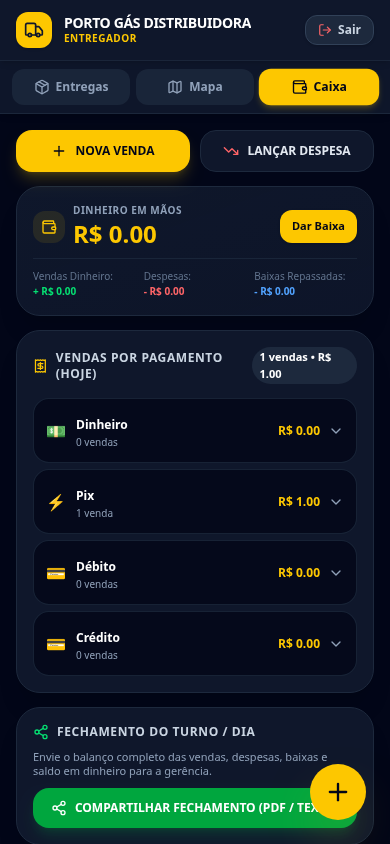 PORTO GÁS DISTRIBUIDORA
ENTREGADOR
Sair
Entregas
Mapa
Caixa
NOVA VENDA
LANÇAR DESPESA
DINHEIRO EM MÃOS
R$ 0.00
Dar Baixa
Vendas Dinheiro:
+ R$ 0.00
Despesas:
- R$ 0.00
Baixas Repassadas:
- R$ 0.00
VENDAS POR PAGAMENTO
(HOJE)
1 vendas • R$
1.00
Dinheiro
0 vendas
R$ 0.00
Pix
1 venda
R$ 1.00
Débito
0 vendas
R$ 0.00
Crédito
0 vendas
R$ 0.00
FECHAMENTO DO TURNO / DIA
Envie o balanço completo das vendas, despesas, baixas e
saldo em dinheiro para a gerência.
COMPARTILHAR FECHAMENTO (PDF /